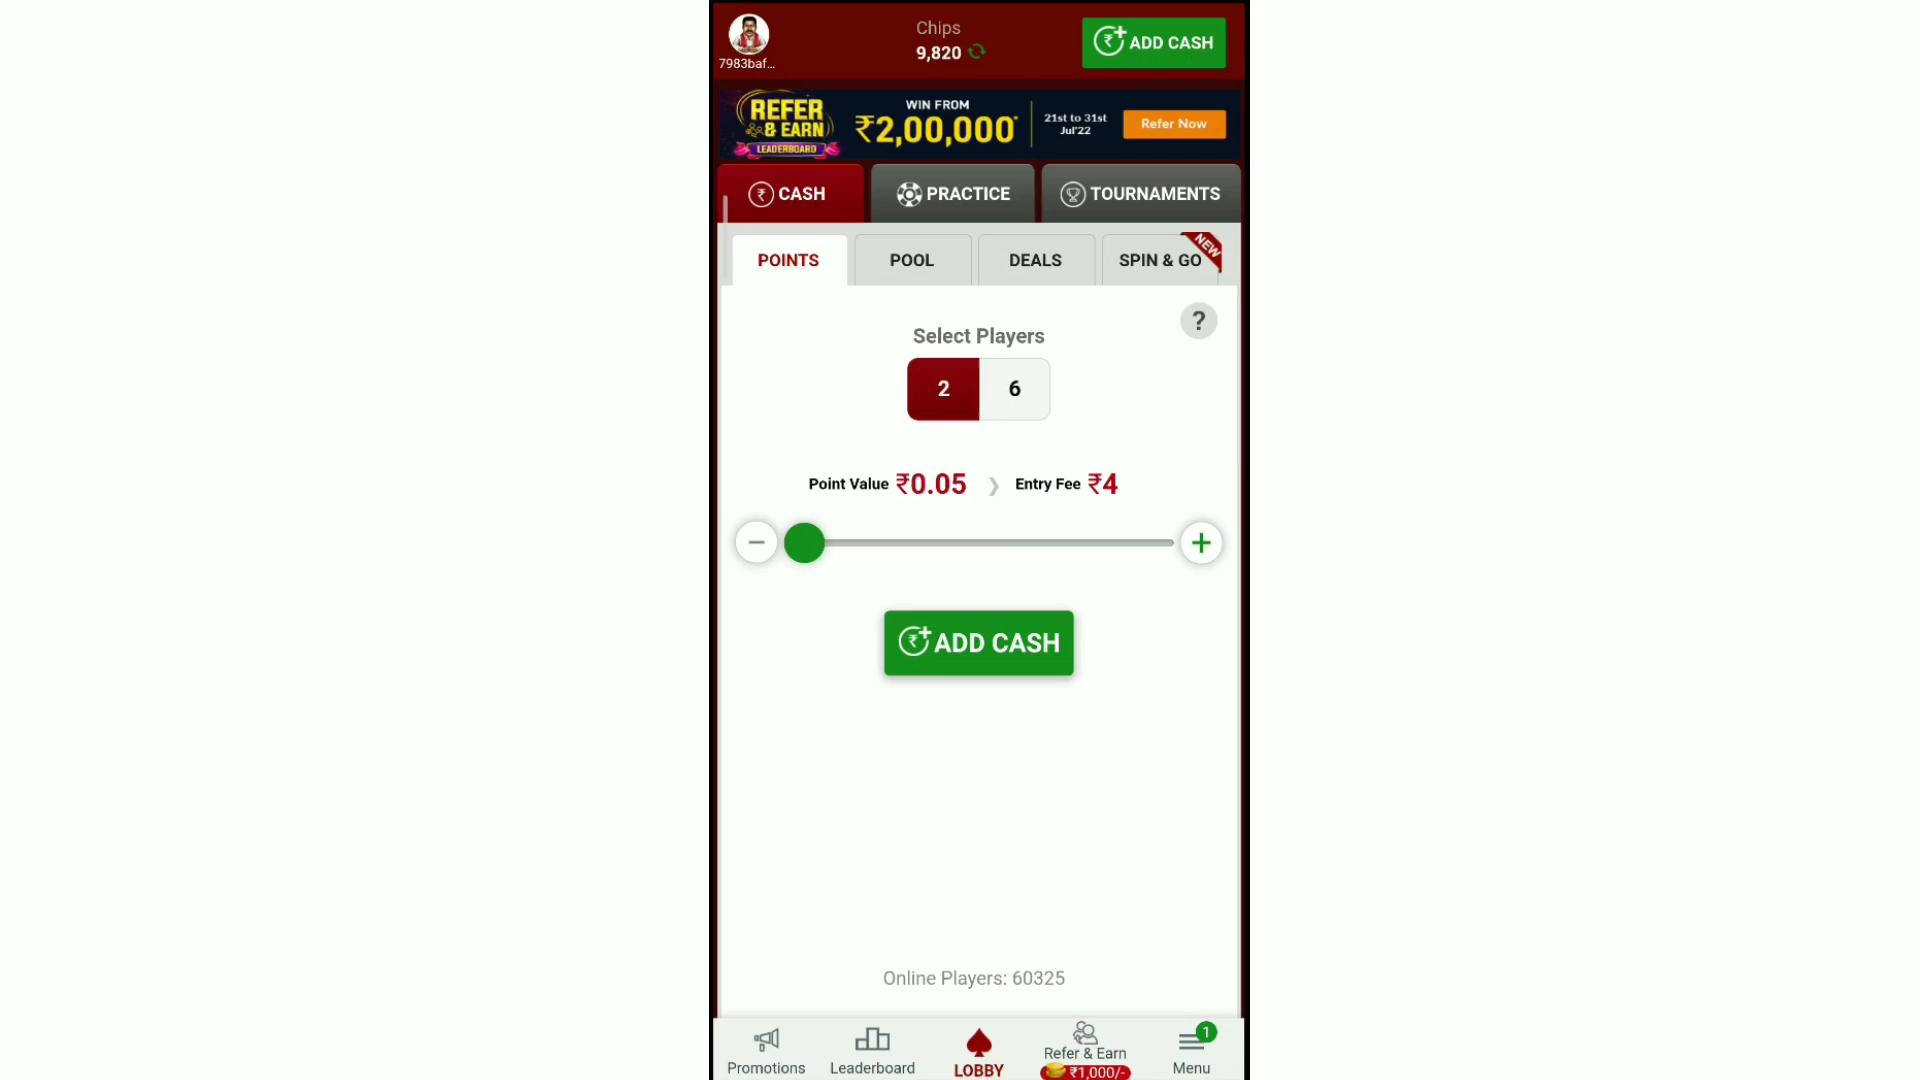 7983baf...
Chips
9,820
ADD CASH
REFER
& EARN
LEADERBOARD
WIN FROM
₹2,00,000*
21st to 31st
Jul'22
Refer Now
CASH
PRACTICE
TOURNAMENTS
POINTS
POOL
DEALS
SPIN & GO
NEW
?
Select Players
2
6
Point Value ₹0.05
Entry Fee ₹4
ADD CASH
Online Players: 60325
Promotions
Leaderboard
LOBBY
Refer & Earn
₹1,000/-
1
Menu